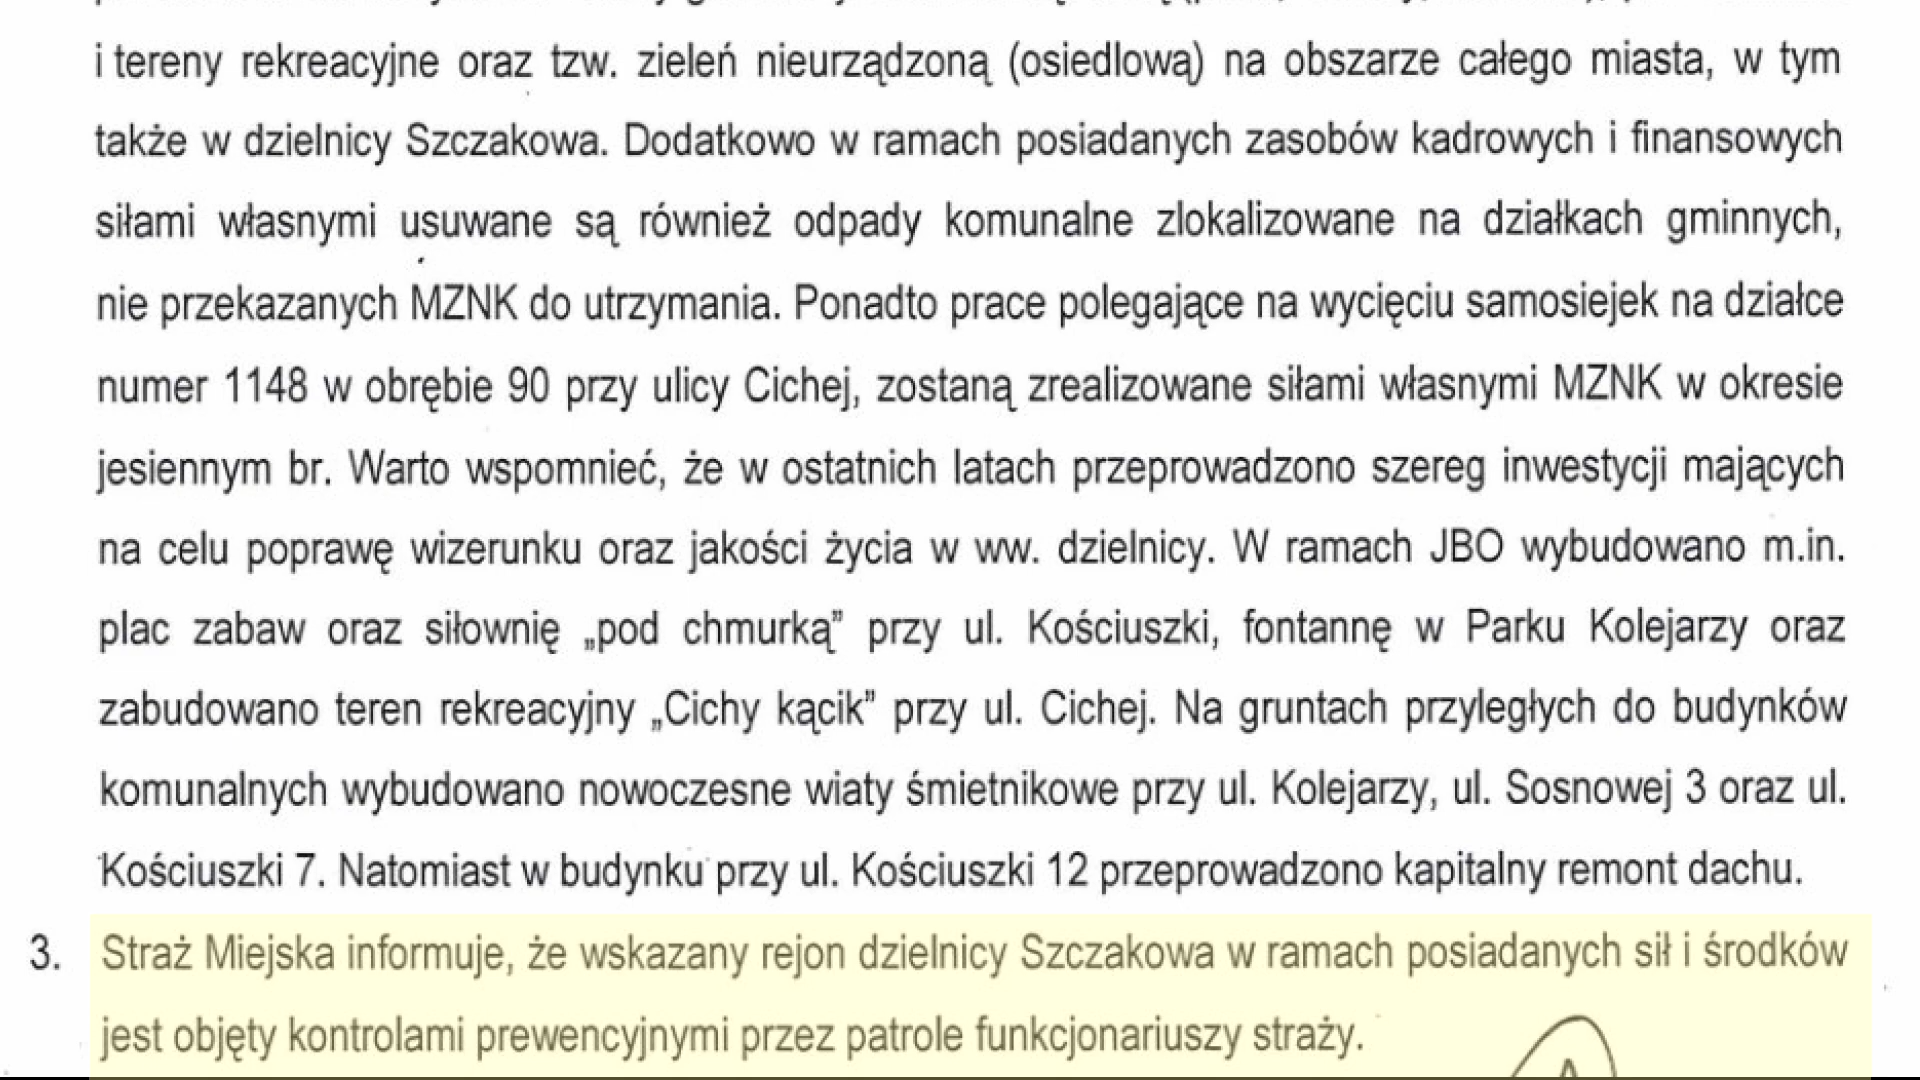 i tereny rekreacyjne oraz tzw. zieleń nieurządzoną (osiedlową) na obszarze całego miasta, w tym
także w dzielnicy Szczakowa. Dodatkowo w ramach posiadanych zasobów kadrowych i finansowych
siłami własnymi usuwane są również odpady komunalne zlokalizowane na działkach gminnych,
nie przekazanych MZNK do utrzymania. Ponadto prace polegające na wycięciu samosiejek na działce
numer 1148 w obrębie 90 przy ulicy Cichej, zostaną zrealizowane siłami własnymi MZNK w okresie
jesiennym br. Warto wspomnieć, że w ostatnich latach przeprowadzono szereg inwestycji mających
na celu poprawę wizerunku oraz jakości życia w ww. dzielnicy. W ramach JBO wybudowano m.in.
plac zabaw oraz siłownię „pod chmurką” przy ul. Kościuszki, fontannę w Parku Kolejarzy oraz
zabudowano teren rekreacyjny „Cichy kącik” przy ul. Cichej. Na gruntach przyległych do budynków
komunalnych wybudowano nowoczesne wiaty śmietnikowe przy ul. Kolejarzy, ul. Sosnowej 3 oraz ul.
Kościuszki 7. Natomiast w budynku przy ul. Kościuszki 12 przeprowadzono kapitalny remont dachu.
3. Straż Miejska informuje, że wskazany rejon dzielnicy Szczakowa w ramach posiadanych sił i środków
jest objęty kontrolami prewencyjnymi przez patrole funkcjonariuszy straży.